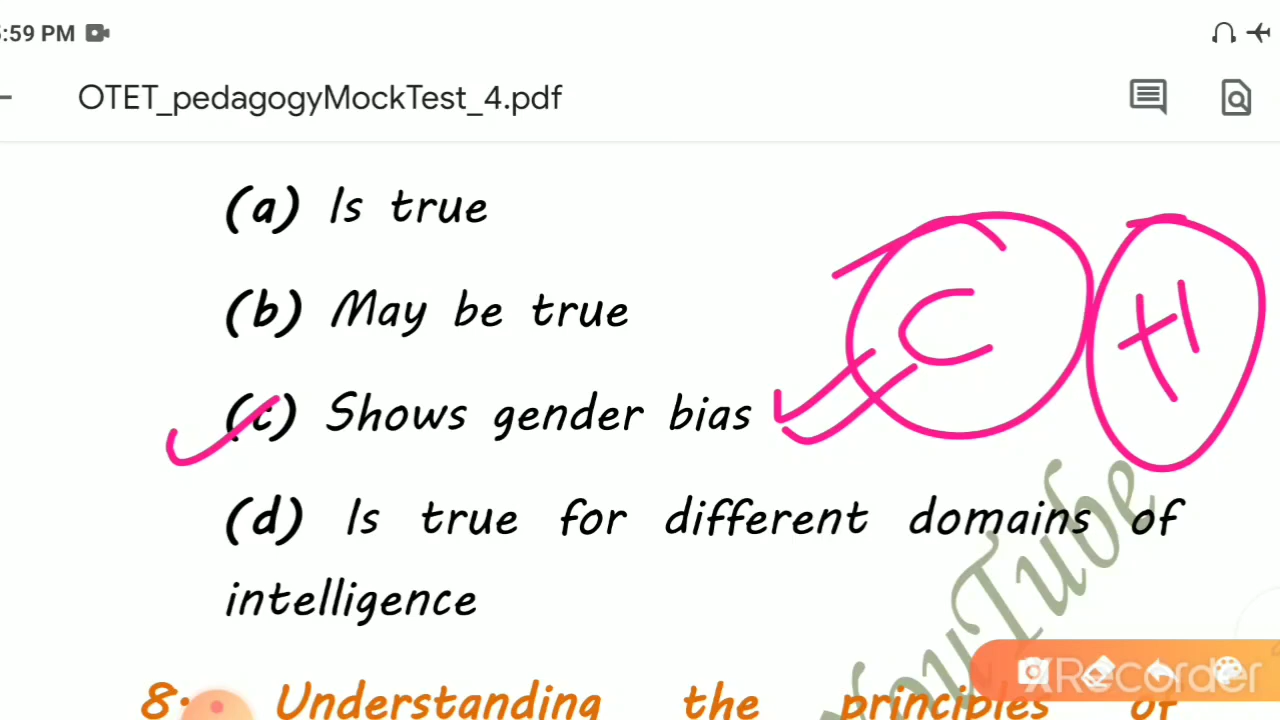 :59 PM
OTET_pedagogyMockTest_4.pdf
(a) Is true
(b) May be true
C H
(c) Shows gender bias
(d) Is true for different domains of
intelligence
YouTube
XRecorder
8. Understanding the principles of